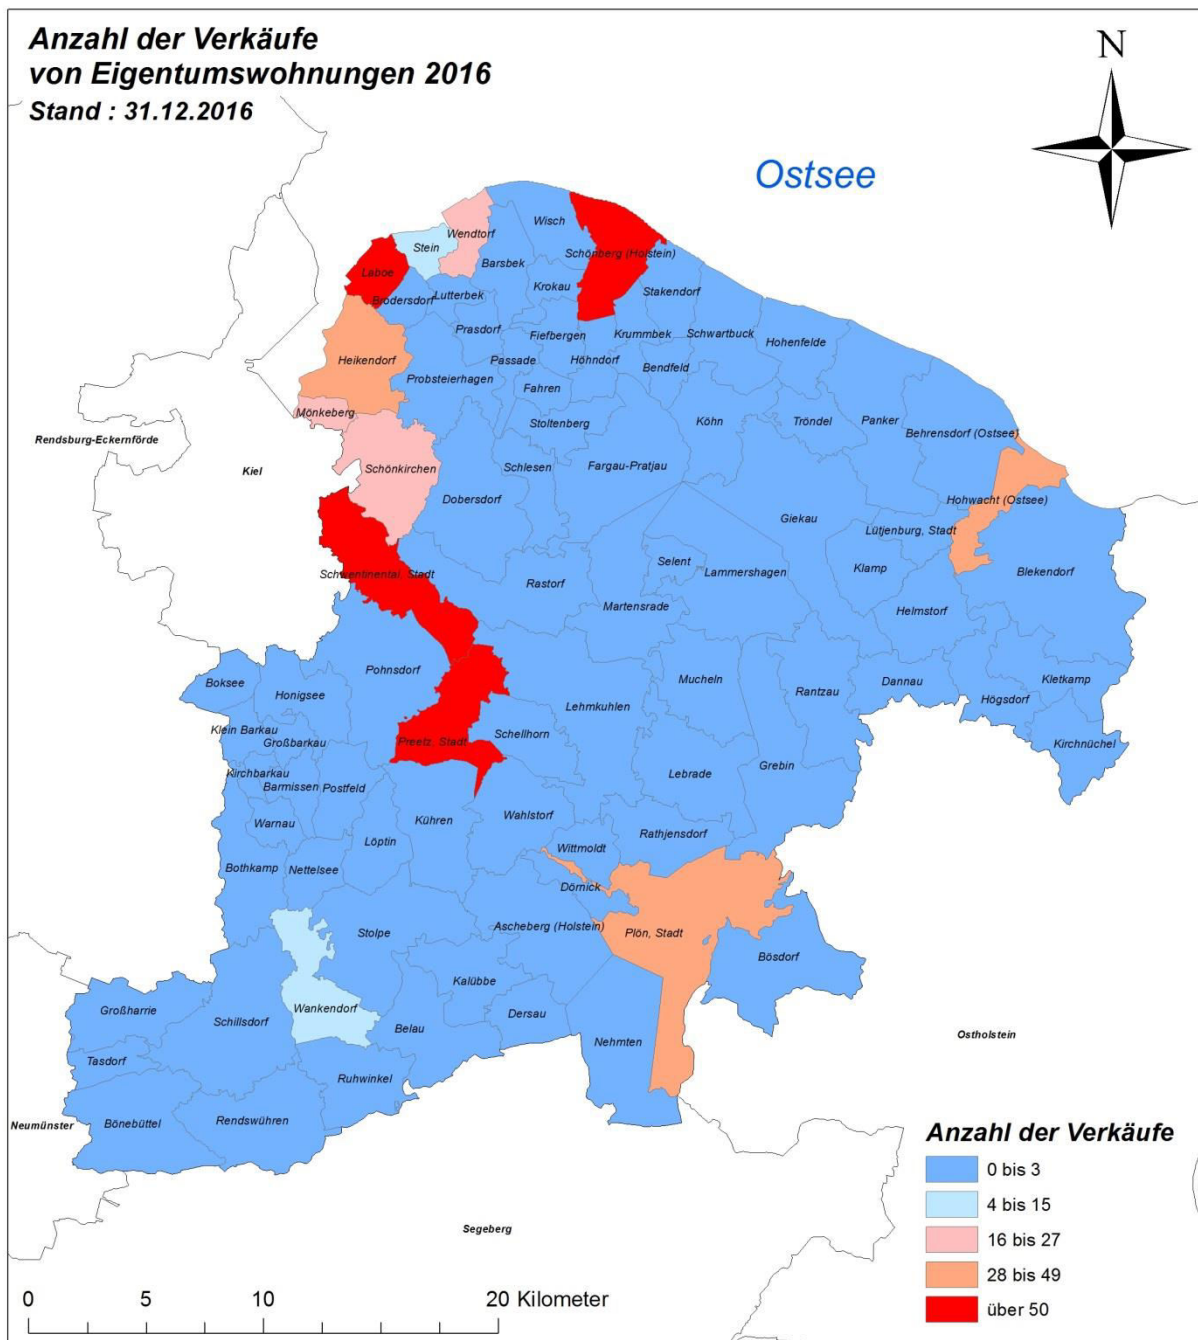 Anzahl der Verkäufe
von Eigentumswohnungen 2016
Stand : 31.12.2016
N
Ostsee
Wisch
Wendtorf
Stein
Schönberg (Holstein)
Barsbek
Laboe
Krokau
Stakendorf
Lutterbek
Brodersdorf
Prasdorf
Fiefbergen
Krummbek
Schwartbuck
Hohenfelde
Heikendorf
Passade
Höhndorf
Bendfeld
Probsteierhagen
Fahren
Mönkeberg
Stoltenberg
Köhn
Tröndel
Panker
Behrensdorf (Ostsee)
Rendsburg-Eckernförde
Kiel
Schönkirchen
Schlesen
Fargau-Pratjau
Dobersdorf
Hohwacht (Ostsee)
Giekau
Lütjenburg, Stadt
Schwentinental, Stadt
Selent
Lammershagen
Klamp
Blekendorf
Rastorf
Martensrade
Helmstorf
Pohnsdorf
Boksee
Honigsee
Mucheln
Rantzau
Dannau
Kletkamp
Högsdorf
Lehmkuhlen
Klein Barkau
Großbarkau
Preetz, Stadt
Schellhorn
Kirchnüchel
Kirchbarkau
Barmissen
Postfeld
Lebrade
Grebin
Warnau
Kühren
Wahlstorf
Rathjensdorf
Löptin
Wittmoldt
Bothkamp
Nettelsee
Dörnick
Stolpe
Ascheberg (Holstein)
Plön, Stadt
Bösdorf
Kalübbe
Großharrie
Schillsdorf
Wankendorf
Belau
Dersau
Nehmten
Ostholstein
Tasdorf
Ruhwinkel
Neumünster
Bönebüttel
Rendswühren
Segeberg
Anzahl der Verkäufe
0 bis 3
4 bis 15
16 bis 27
28 bis 49
über 50
0 5 10 20 Kilometer